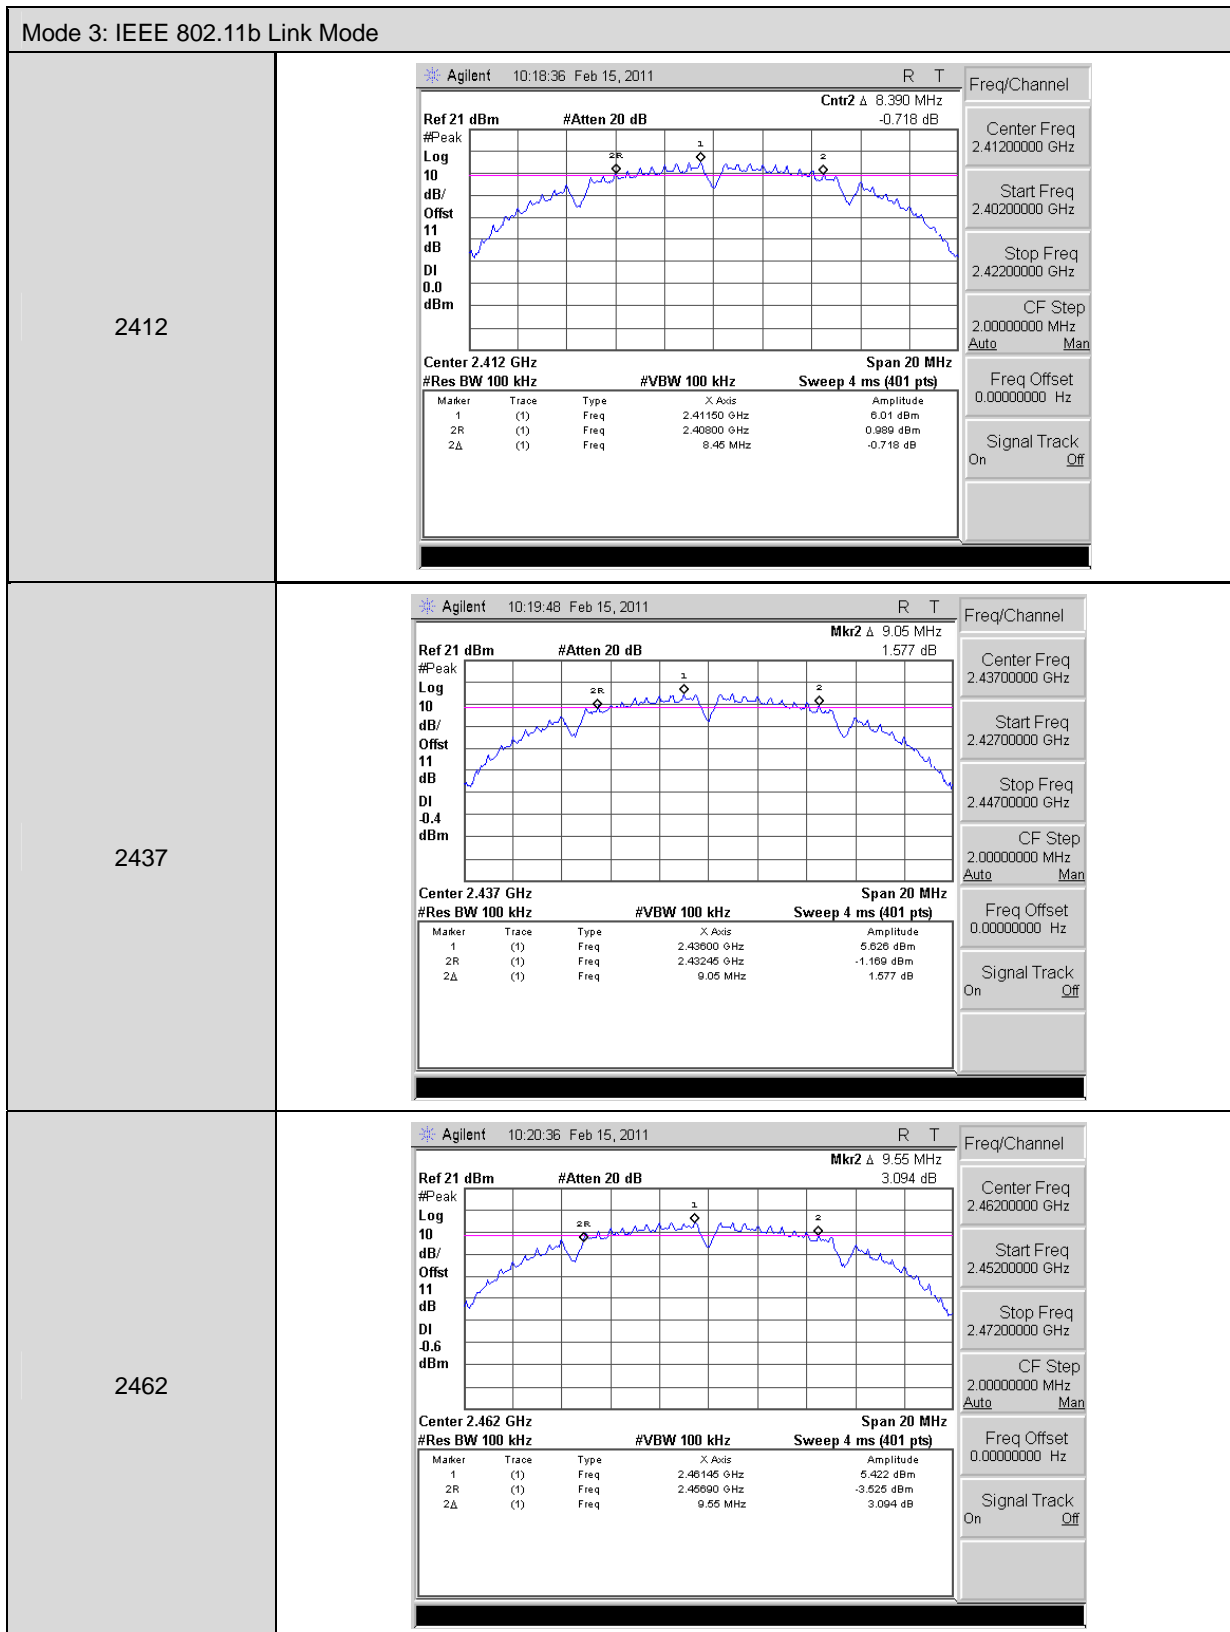 Mode 3: IEEE 802.11b Link Mode
2412
Agilent 10:18:36 Feb 15, 2011 R T
Cntr2 Δ 8.390 MHz
Ref 21 dBm #Atten 20 dB -0.718 dB
#Peak
Log
10
dB/
Offst
11
dB
DI
0.0
dBm
2R
1
2
Center 2.412 GHz Span 20 MHz
#Res BW 100 kHz #VBW 100 kHz Sweep 4 ms (401 pts)
Marker Trace Type X Axis Amplitude
1 (1) Freq 2.41150 GHz 6.01 dBm
2R (1) Freq 2.40800 GHz 0.989 dBm
2Δ (1) Freq 8.45 MHz -0.718 dB
Freq/Channel
Center Freq
2.41200000 GHz
Start Freq
2.40200000 GHz
Stop Freq
2.42200000 GHz
CF Step
2.00000000 MHz
Auto Man
Freq Offset
0.00000000 Hz
Signal Track
On Off
2437
Agilent 10:19:48 Feb 15, 2011 R T
Mkr2 Δ 9.05 MHz
Ref 21 dBm #Atten 20 dB 1.577 dB
#Peak
Log
10
dB/
Offst
11
dB
DI
-0.4
dBm
2R
1
2
Center 2.437 GHz Span 20 MHz
#Res BW 100 kHz #VBW 100 kHz Sweep 4 ms (401 pts)
Marker Trace Type X Axis Amplitude
1 (1) Freq 2.43600 GHz 5.626 dBm
2R (1) Freq 2.43245 GHz -1.169 dBm
2Δ (1) Freq 9.05 MHz 1.577 dB
Freq/Channel
Center Freq
2.43700000 GHz
Start Freq
2.42700000 GHz
Stop Freq
2.44700000 GHz
CF Step
2.00000000 MHz
Auto Man
Freq Offset
0.00000000 Hz
Signal Track
On Off
2462
Agilent 10:20:36 Feb 15, 2011 R T
Mkr2 Δ 9.55 MHz
Ref 21 dBm #Atten 20 dB 3.094 dB
#Peak
Log
10
dB/
Offst
11
dB
DI
-0.6
dBm
2R
1
2
Center 2.462 GHz Span 20 MHz
#Res BW 100 kHz #VBW 100 kHz Sweep 4 ms (401 pts)
Marker Trace Type X Axis Amplitude
1 (1) Freq 2.46145 GHz 5.422 dBm
2R (1) Freq 2.45690 GHz -3.525 dBm
2Δ (1) Freq 9.55 MHz 3.094 dB
Freq/Channel
Center Freq
2.46200000 GHz
Start Freq
2.45200000 GHz
Stop Freq
2.47200000 GHz
CF Step
2.00000000 MHz
Auto Man
Freq Offset
0.00000000 Hz
Signal Track
On Off